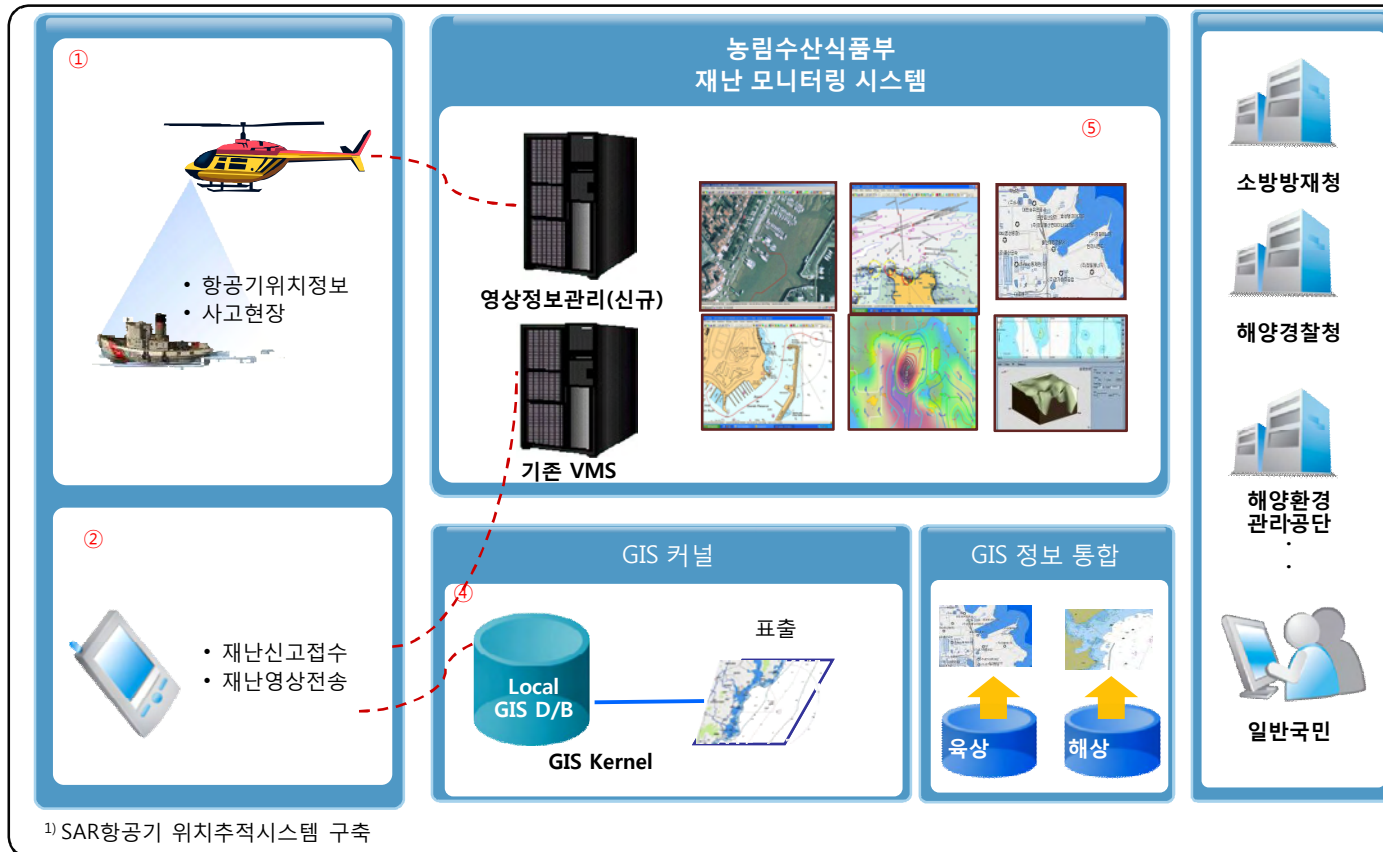 ①
• 항공기위치정보
• 사고현장
②
• 재난신고접수
• 재난영상전송
농림수산식품부
재난 모니터링 시스템
⑤
영상정보관리(신규)
기존 VMS
GIS 커널
④
Local
GIS D/B
표출
GIS Kernel
GIS 정보 통합
육상
해상
소방방재청
해양경찰청
해양환경
관리공단
일반국민
1) SAR항공기 위치추적시스템 구축